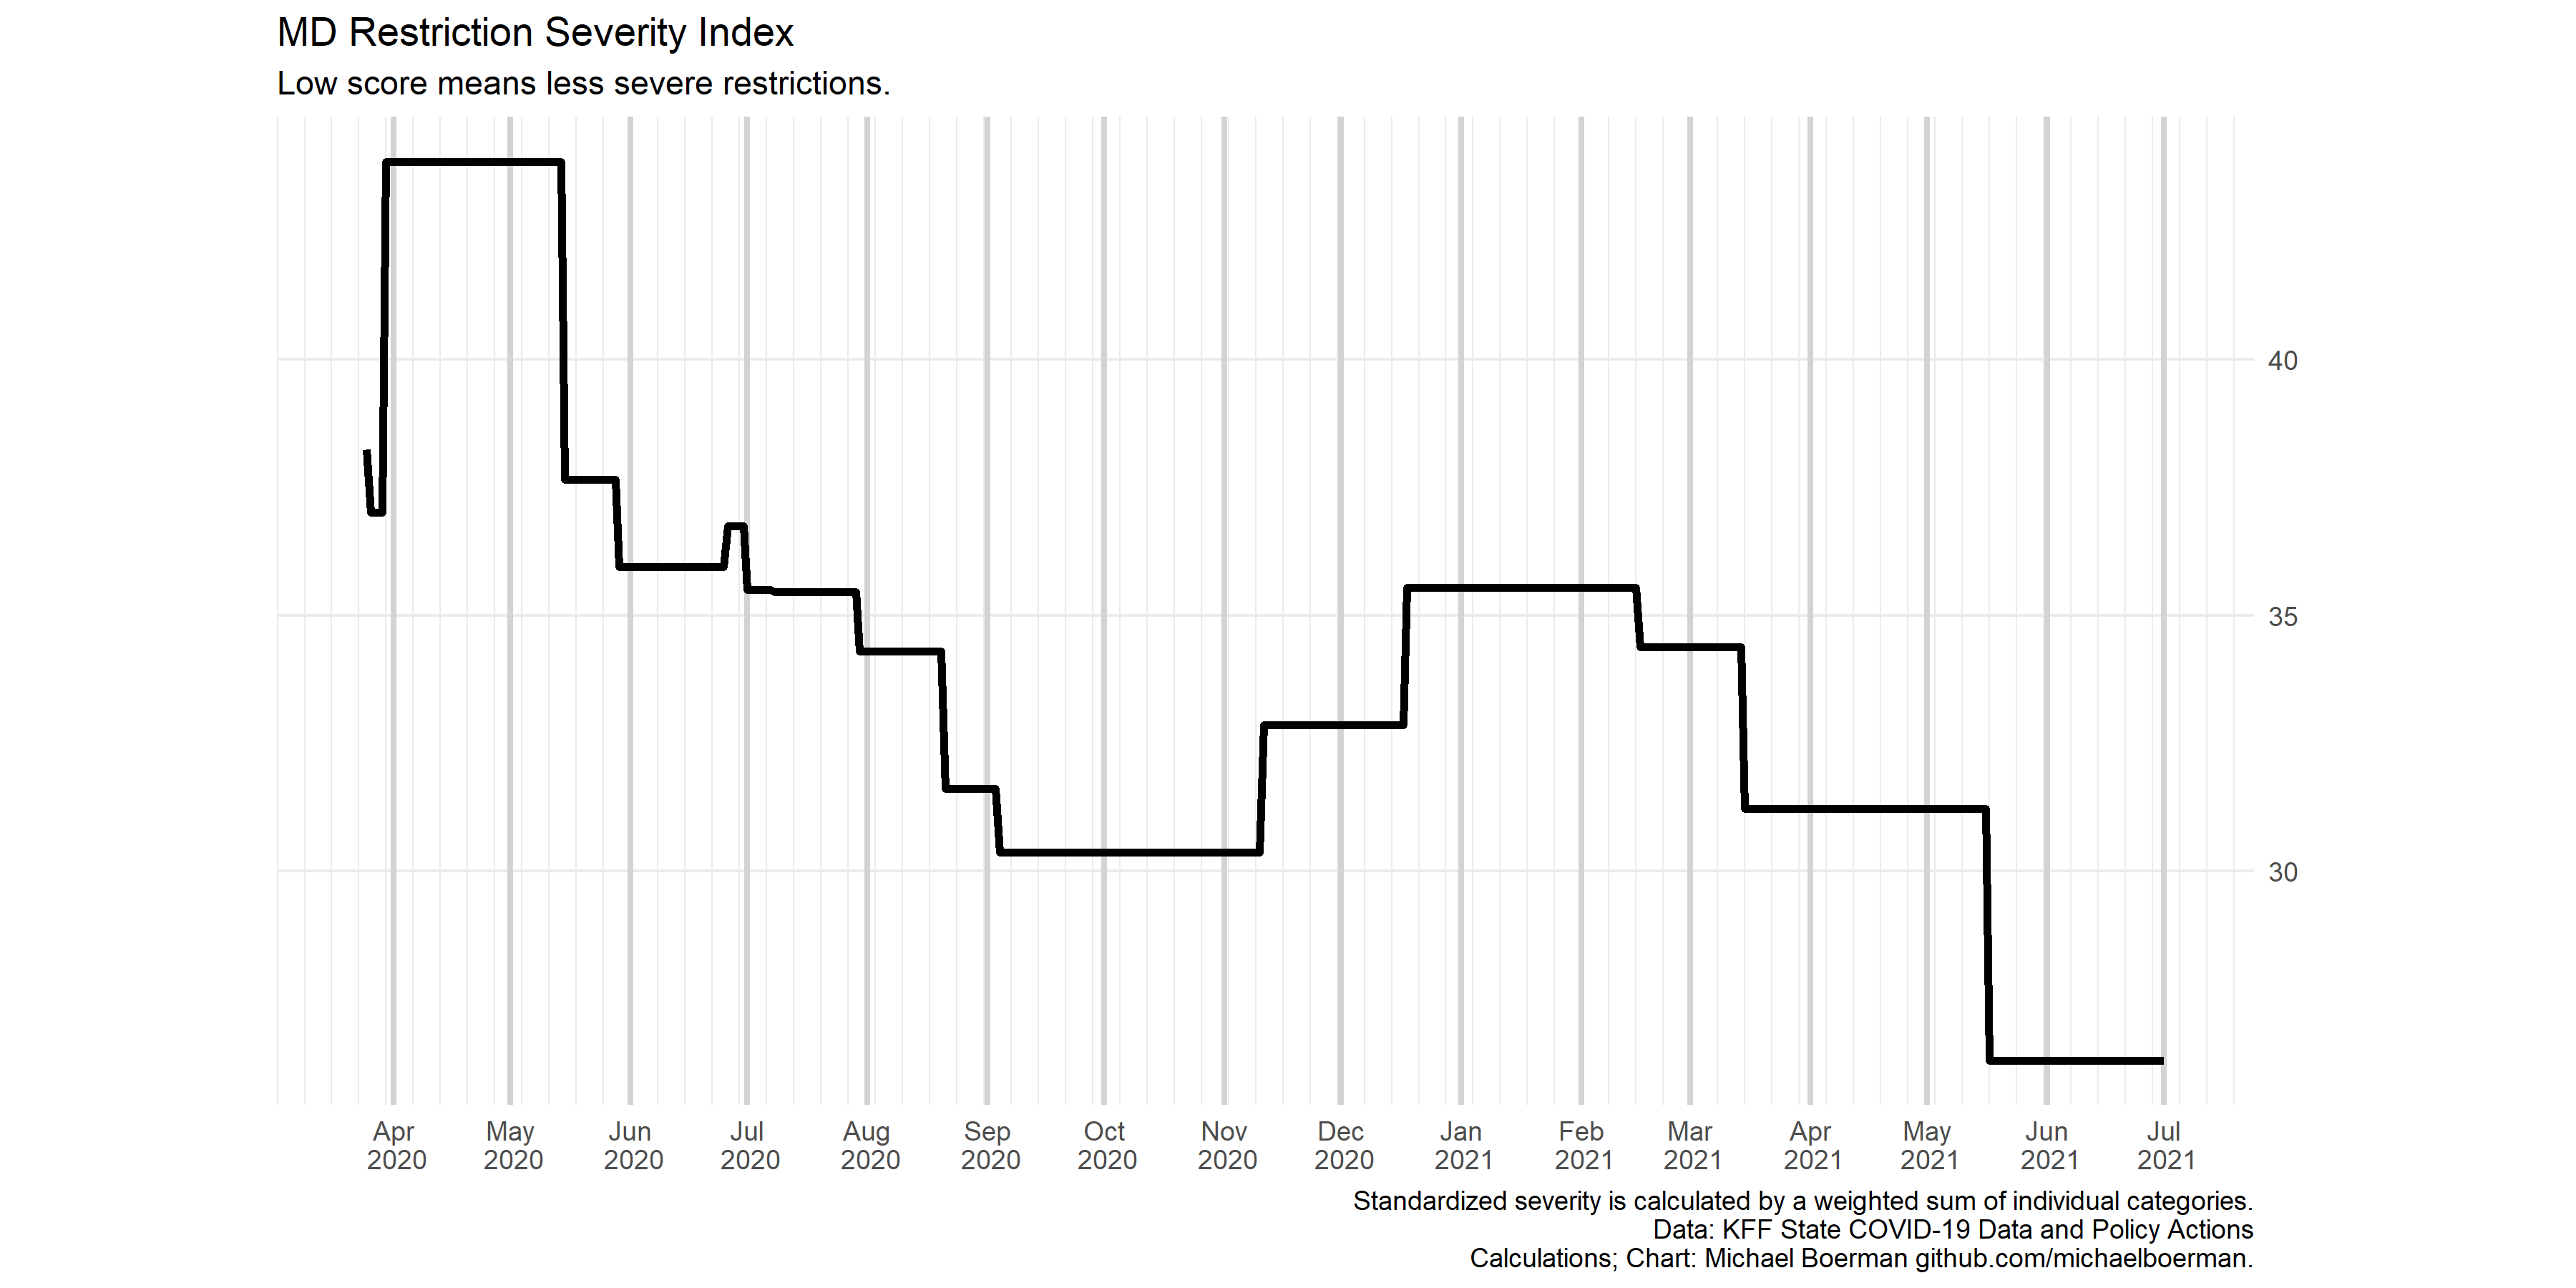 MD Restriction Severity Index
Low score means less severe restrictions.
40
35
30
Apr May Jun Jul Aug Sep Oct Nov Dec Jan Feb Mar Apr May Jun Jul
2020 2020 2020 2020 2020 2020 2020 2020 2020 2021 2021 2021 2021 2021 2021 2021
Standardized severity is calculated by a weighted sum of individual categories.
Data: KFF State COVID-19 Data and Policy Actions
Calculations; Chart: Michael Boerman github.com/michaelboerman.